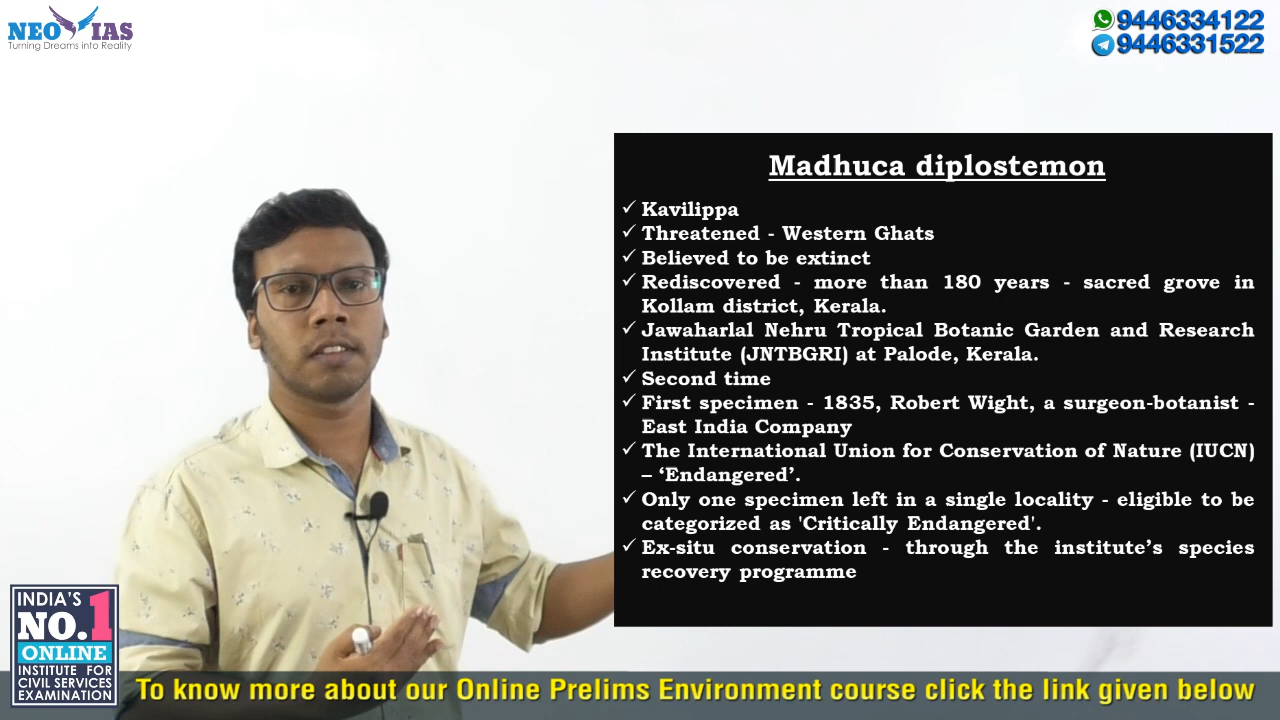 NEO IAS
Turning Dreams into Reality
9446334122
9446331522
Madhuca diplostemon
✓ Kavilippa
✓ Threatened - Western Ghats
✓ Believed to be extinct
✓ Rediscovered - more than 180 years - sacred grove in
Kollam district, Kerala.
✓ Jawaharlal Nehru Tropical Botanic Garden and Research
Institute (JNTBGRI) at Palode, Kerala.
✓ Second time
✓ First specimen - 1835, Robert Wight, a surgeon-botanist -
East India Company
✓ The International Union for Conservation of Nature (IUCN)
– ‘Endangered’.
✓ Only one specimen left in a single locality - eligible to be
categorized as 'Critically Endangered'.
✓ Ex-situ conservation - through the institute’s species
recovery programme
INDIA'S
NO.1
ONLINE
INSTITUTE FOR
CIVIL SERVICES
EXAMINATION
To know more about our Online Prelims Environment course click the link given below